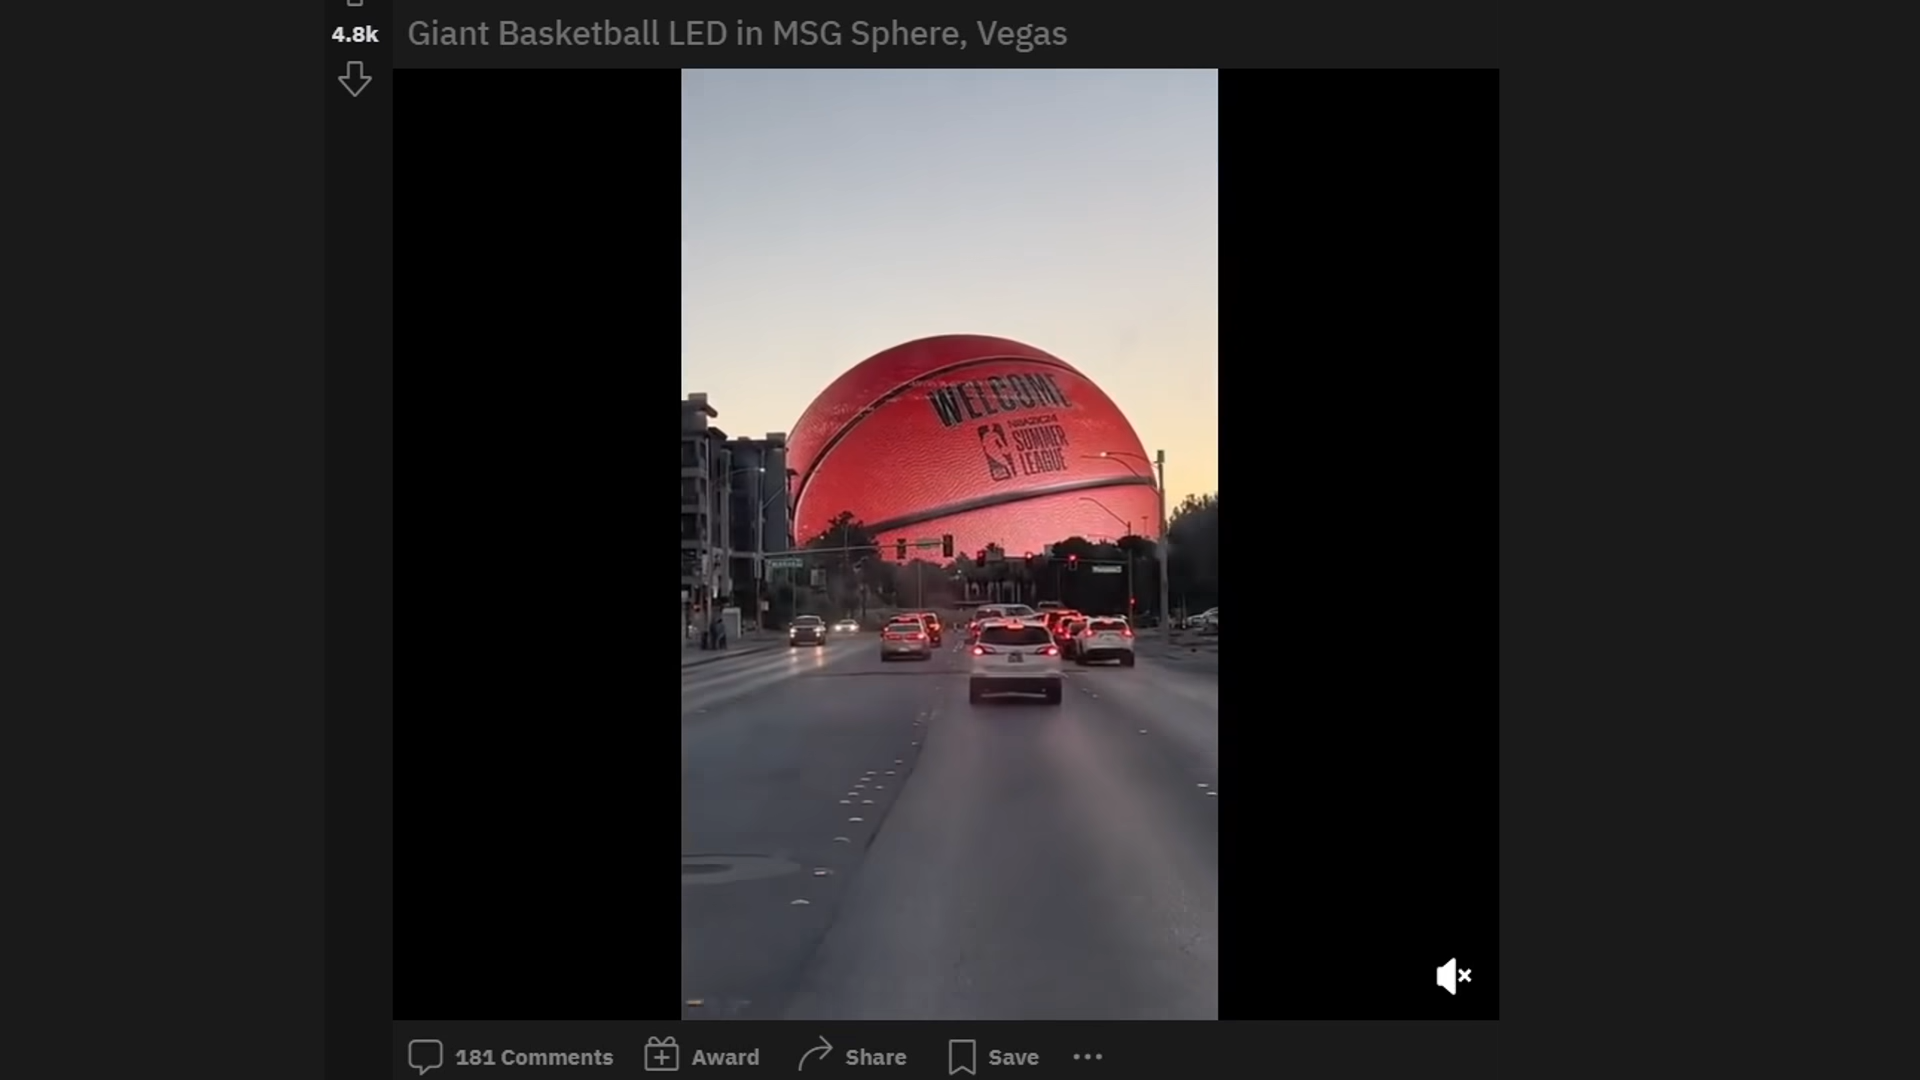 4.8k
Giant Basketball LED in MSG Sphere, Vegas
WELCOME
NBA2K24
SUMMER
LEAGUE
181 Comments
Award
Share
Save